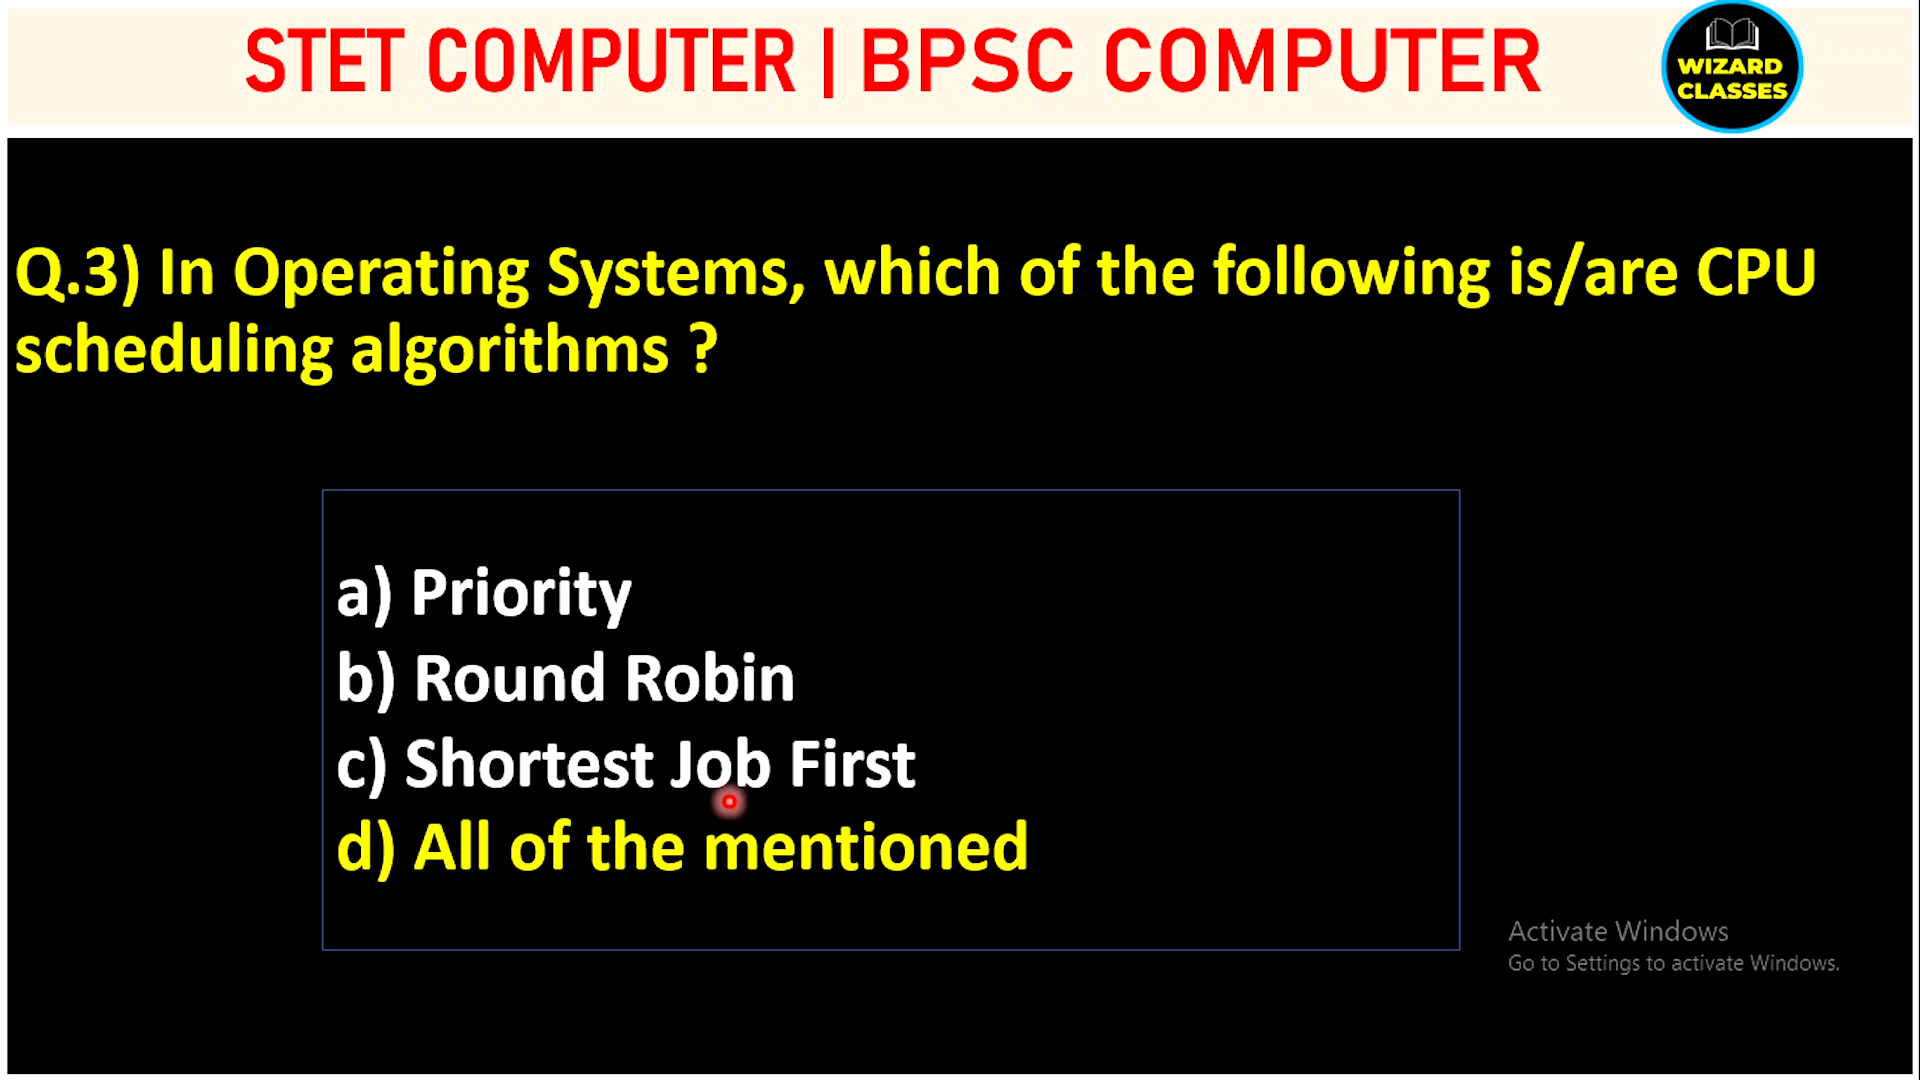 STET COMPUTER | BPSC COMPUTER
WIZARD
CLASSES
Q.3) In Operating Systems, which of the following is/are CPU
scheduling algorithms ?
a) Priority
b) Round Robin
c) Shortest Job First
d) All of the mentioned
Activate Windows
Go to Settings to activate Windows.